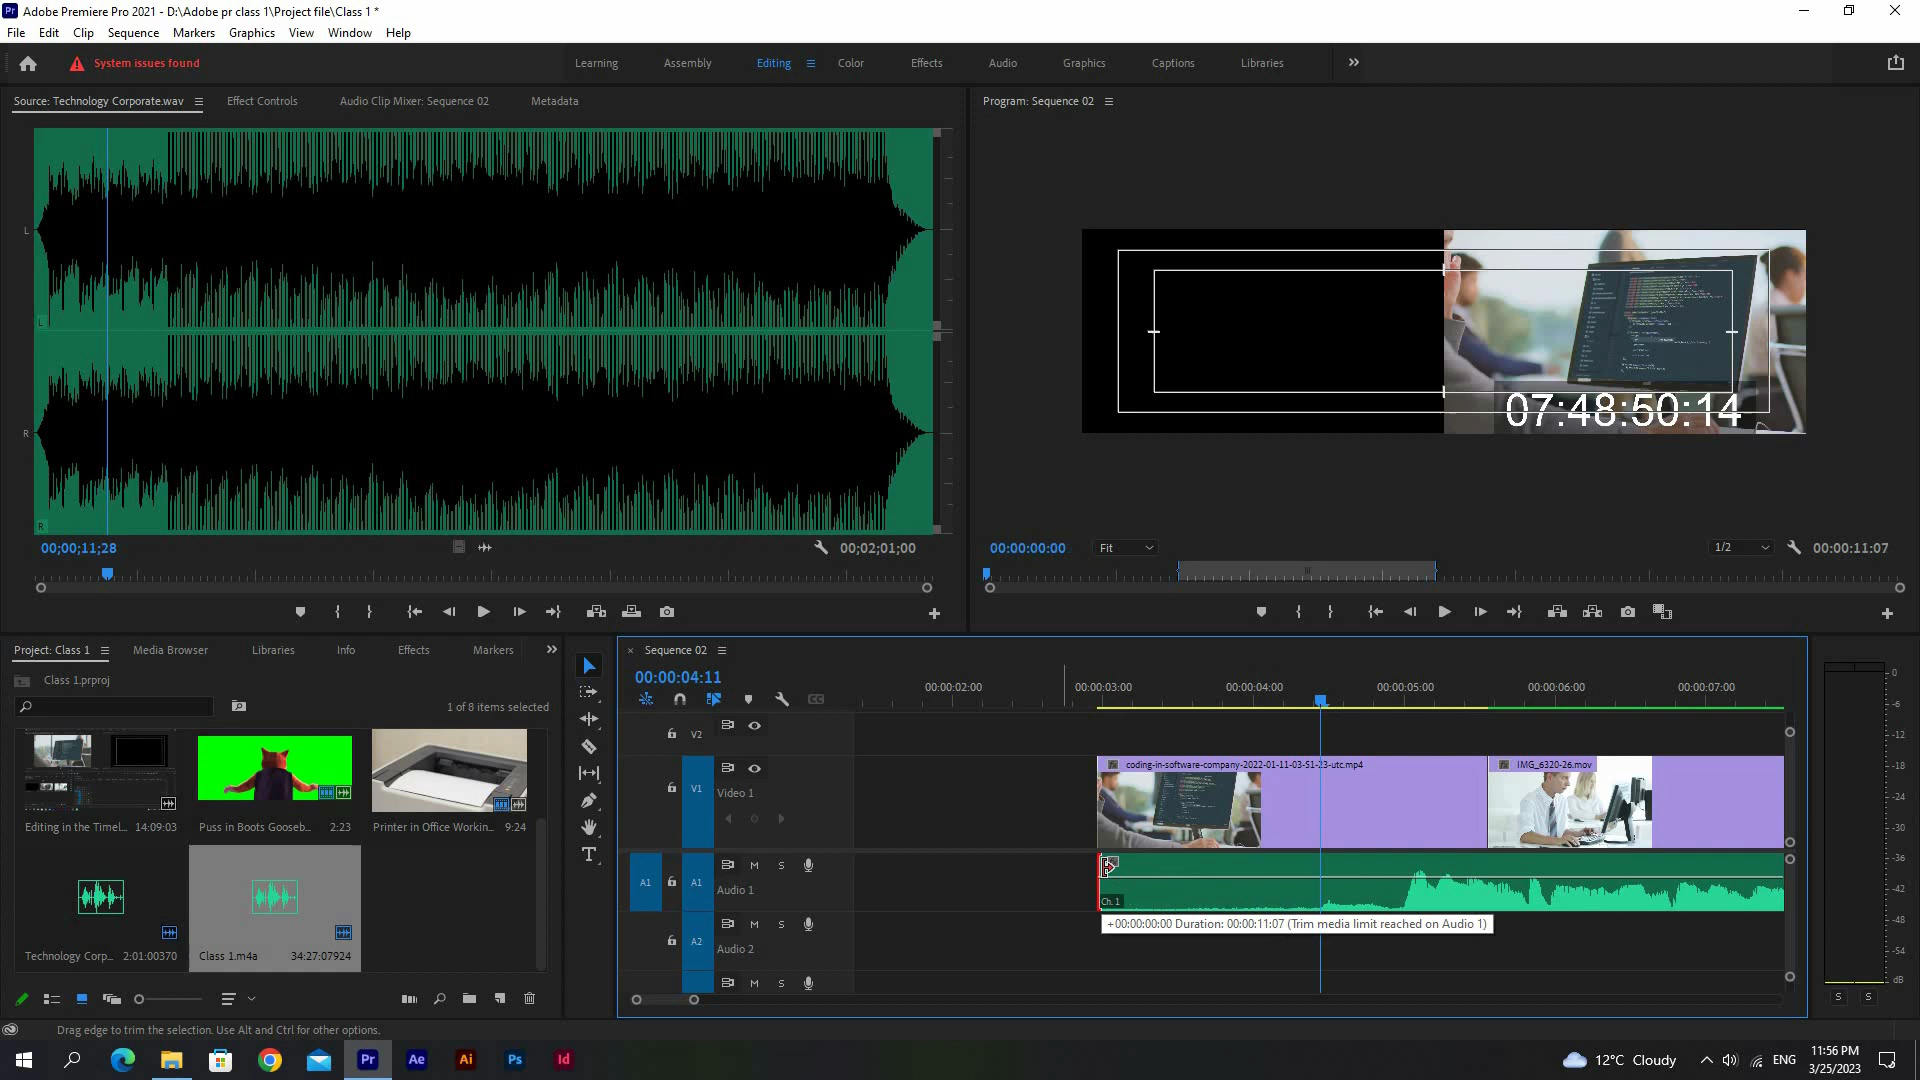 Pr Adobe Premiere Pro 2021 - D:\Adobe pr class 1\Project file\Class 1 *
File Edit Clip Sequence Markers Graphics View Window Help
System issues found
Learning Assembly Editing Color Effects Audio Graphics Captions Libraries
Source: Technology Corporate.wav Effect Controls Audio Clip Mixer: Sequence 02 Metadata
Program: Sequence 02
L
L
R
R
07:48:50:14
00;00;11;28 00;02;01;00
00:00:00:00 Fit 1/2 00:00:11:07
Project: Class 1 Media Browser Libraries Info Effects Markers
Class 1.prproj
1 of 8 items selected
Editing in the Timel... 14:09:03
Puss in Boots Gooseb... 2:23
Printer in Office Workin... 9:24
Technology Corp... 2:01:00370
Class 1.m4a 34:27:07924
Sequence 02
00:00:04:11
00:00:02:00 00:00:03:00 00:00:04:00 00:00:05:00 00:00:06:00 00:00:07:00
V2
V1 Video 1
coding-in-software-company-2022-01-11-03-51-23-utc.mp4
IMG_6320-26.mov
A1 A1 M S
Audio 1
Ch. 1
+00:00:00:00 Duration: 00:00:11:07 (Trim media limit reached on Audio 1)
A2 M S
Audio 2
M S
0
-6
-12
-18
-24
-30
-36
-42
-48
-54
dB
S S
Drag edge to trim the selection. Use Alt and Ctrl for other options.
Pr Ae Ai Ps Id
12°C Cloudy
ENG
11:56 PM
3/25/2023